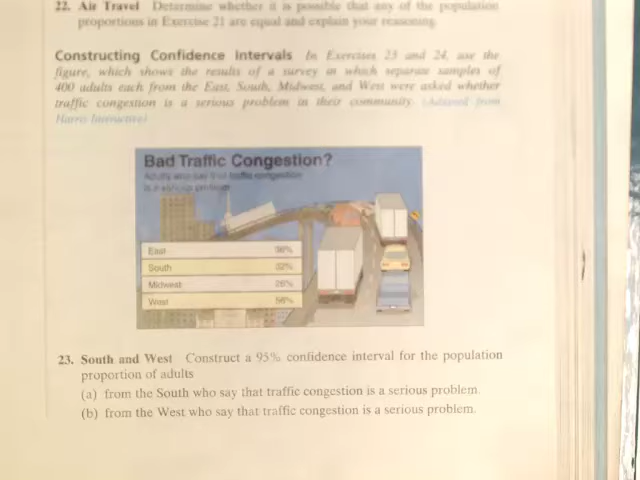 22. Air Travel Determine whether it is possible that any of the population
proportions in Exercise 21 are equal and explain your reasoning.
Constructing Confidence Intervals In Exercises 23 and 24, use the
figure, which shows the results of a survey in which separate samples of
400 adults each from the East, South, Midwest, and West were asked whether
traffic congestion is a serious problem in their community. (Adapted from
Harris Interactive)
Bad Traffic Congestion?
Adults who say that traffic congestion
is a serious problem
East
South
Midwest 26%
West
23. South and West Construct a 95% confidence interval for the population
proportion of adults
(a) from the South who say that traffic congestion is a serious problem.
(b) from the West who say that traffic congestion is a serious problem.